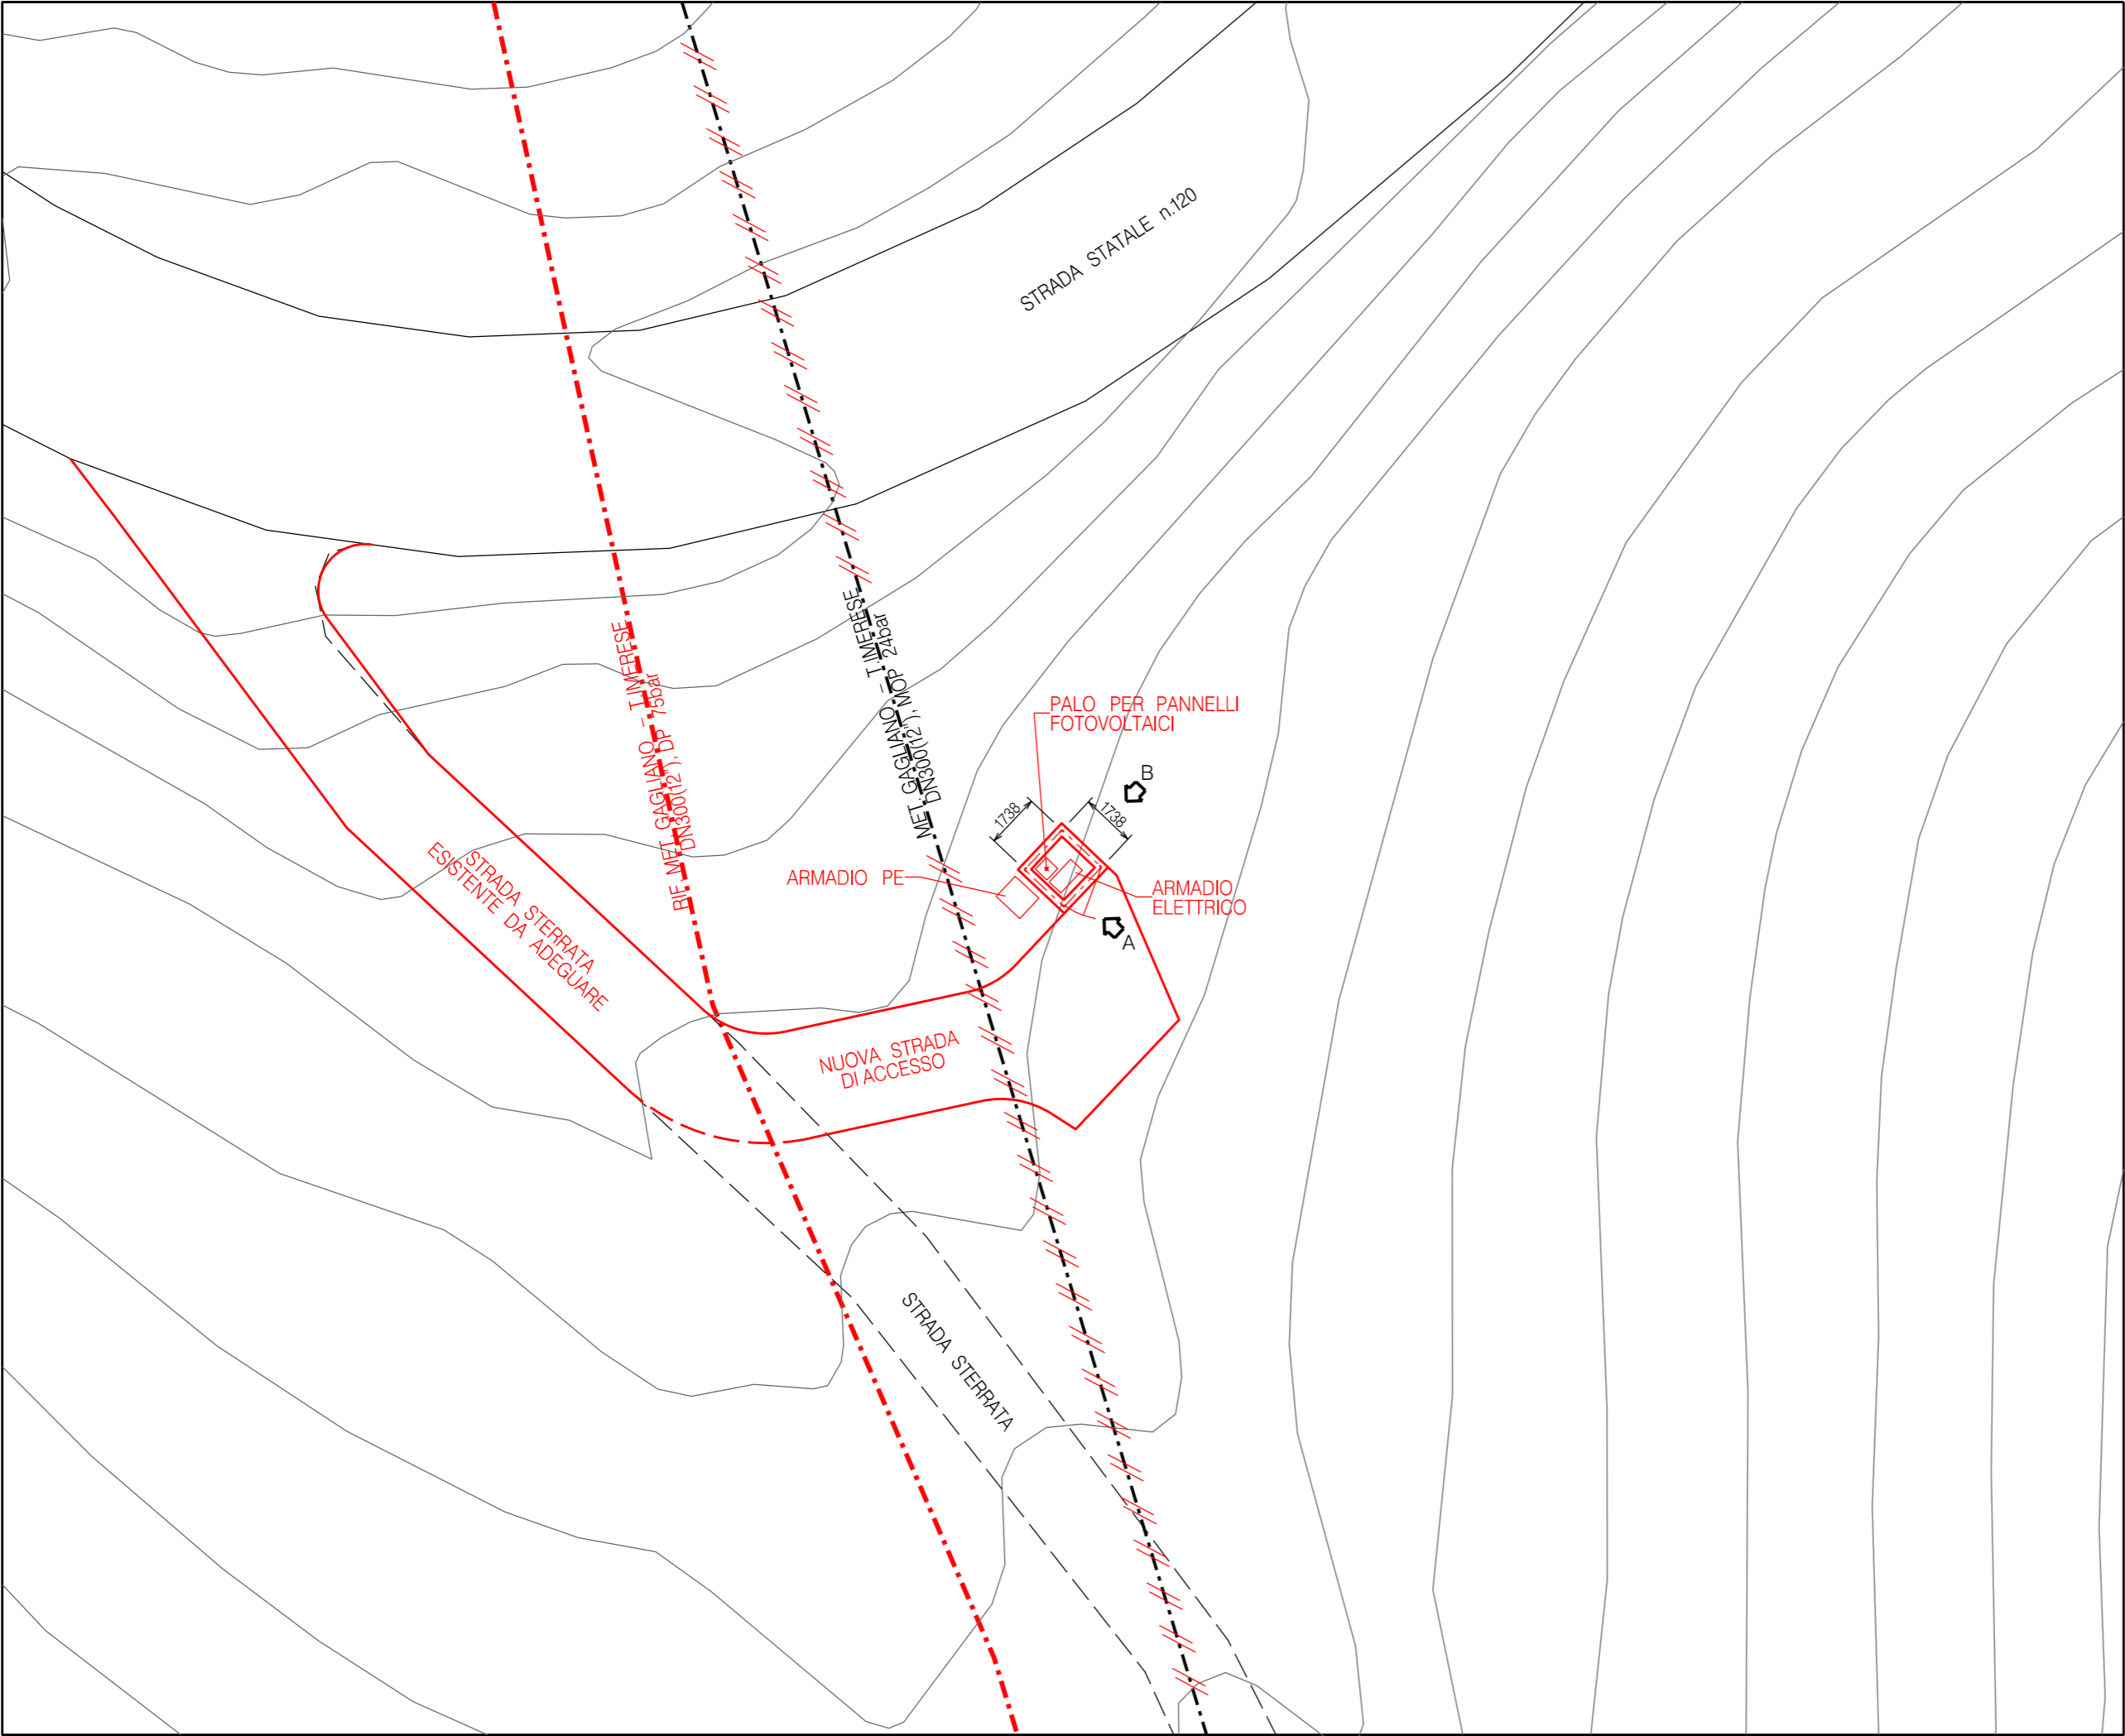 STRADA STATALE n.120
RIF. MET. GAGLIANO - T.IMERESE
DN300(12"), DP 75bar
MET. GAGLIANO - T.IMERESE
DN300(12"), MOP 24bar
PALO PER PANNELLI
FOTOVOLTAICI
B
1738
1738
ARMADIO PE
ARMADIO
ELETTRICO
A
STRADA STERRATA
ESISTENTE DA ADEGUARE
NUOVA STRADA
DI ACCESSO
STRADA STERRATA